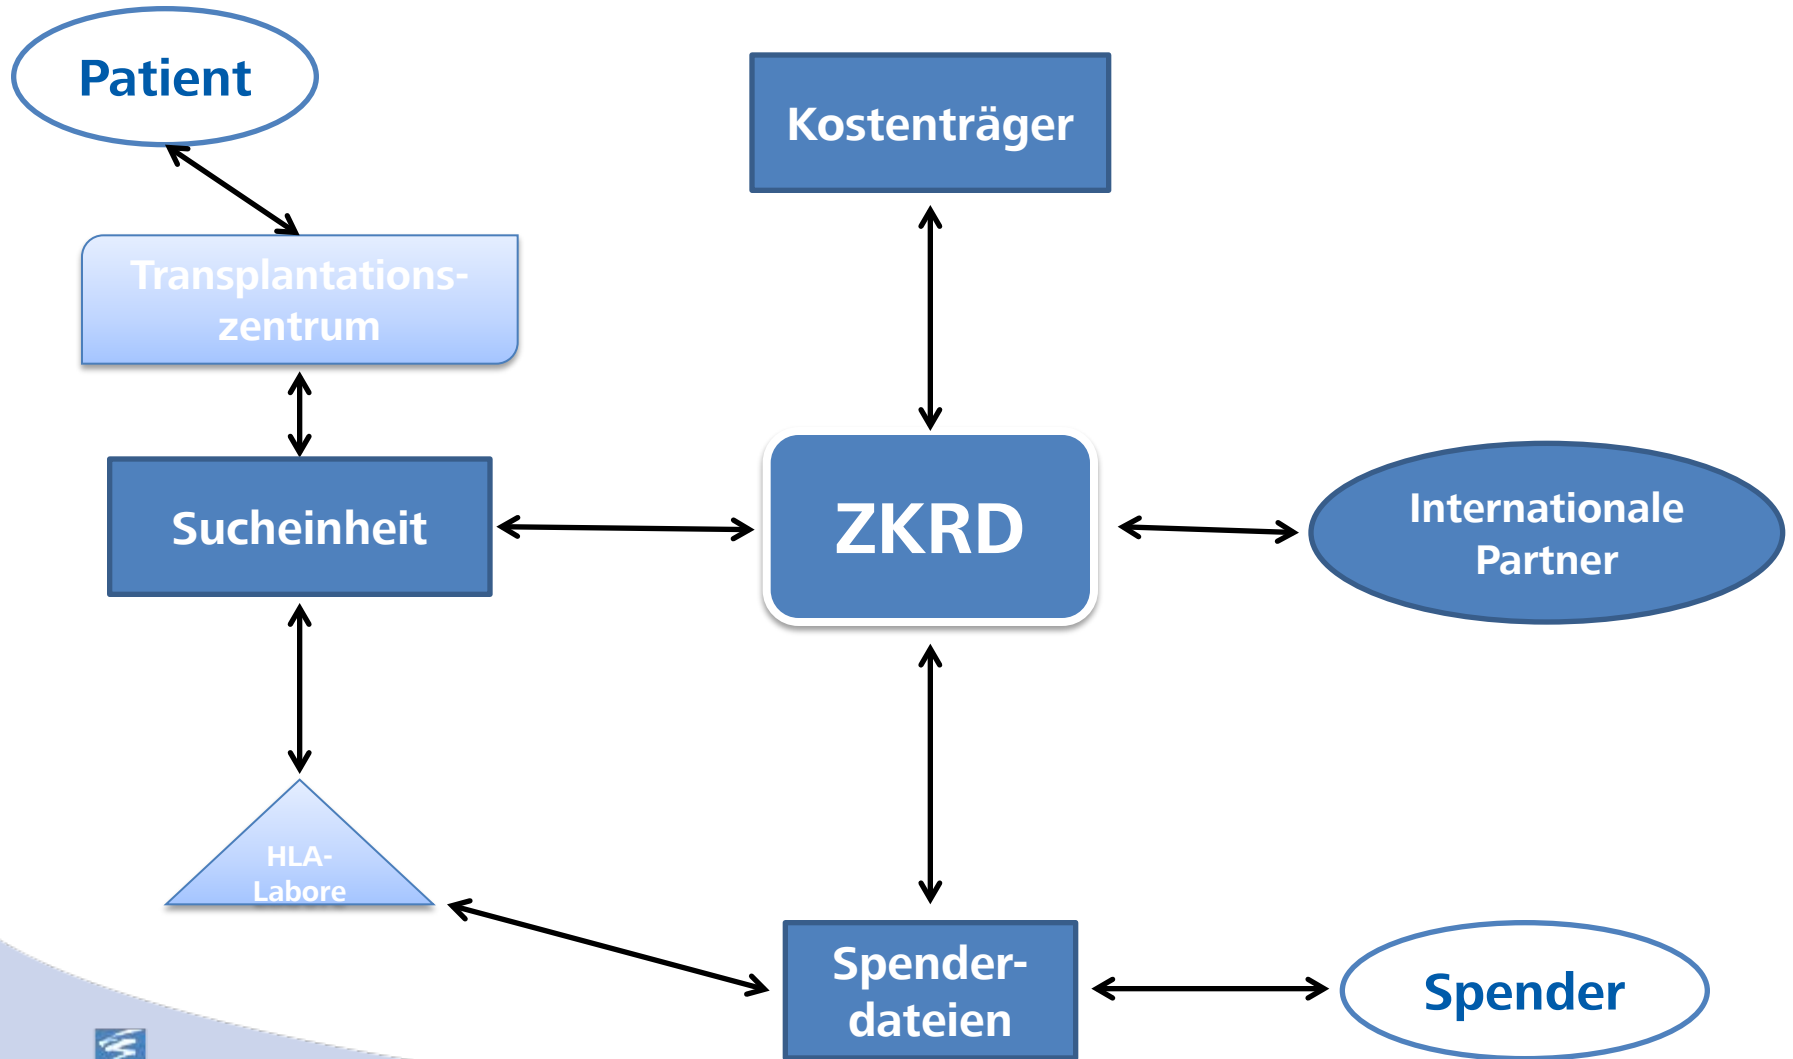 Patient
Kostenträger
Transplantations-
zentrum
Sucheinheit
ZKRD
Internationale
Partner
HLA-
Labore
Spender-
dateien
Spender